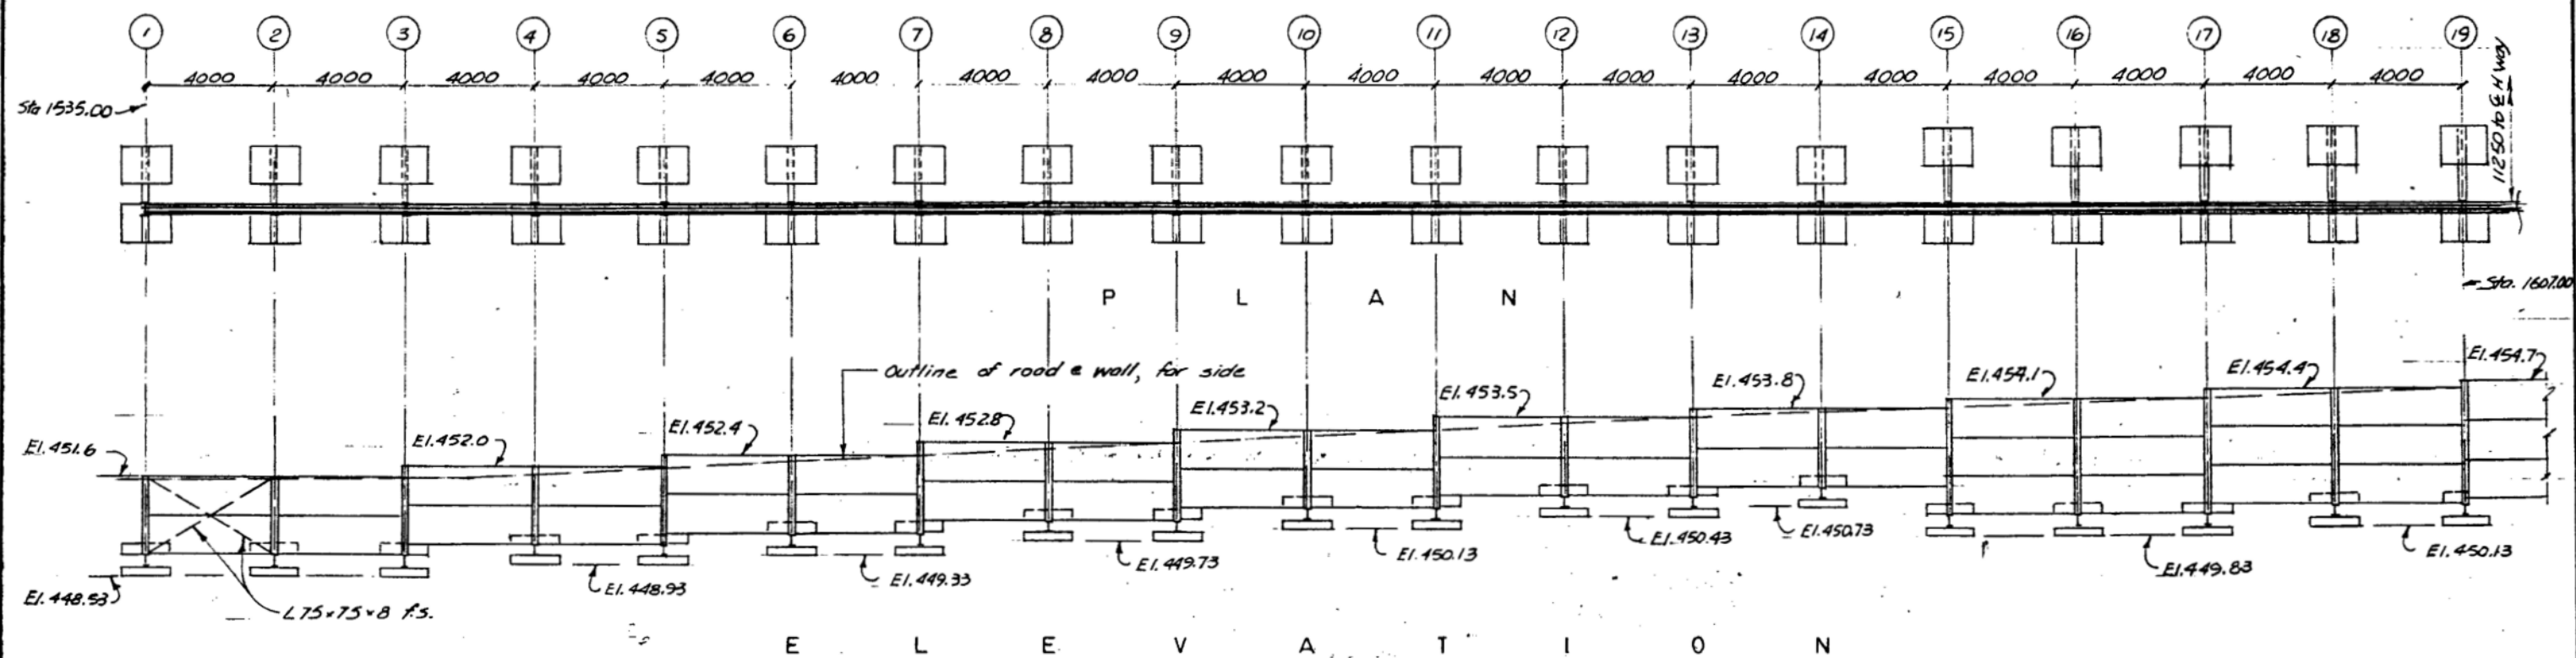 1 2 3 4 5 6 7 8 9 10 11 12 13 14 15 16 17 18 19
4000 4000 4000 4000 4000 4000 4000 4000 4000 4000 4000 4000 4000 4000 4000 4000 4000 4000
Sta 1535.00
11250 to ℄ H'way
P L A N
Sta. 1607.00
Outline of road @ wall, far side
El. 451.6
El. 452.0
El. 452.4
El. 452.8
El. 453.2
El. 453.5
El. 453.8
El. 454.1
El. 454.4
El. 454.7
El. 448.53
L 75×75×8 f.s.
El. 448.93
El. 449.33
El. 449.73
El. 450.13
El. 450.43
El. 450.73
El. 449.83
El. 450.13
E L E V A T I O N